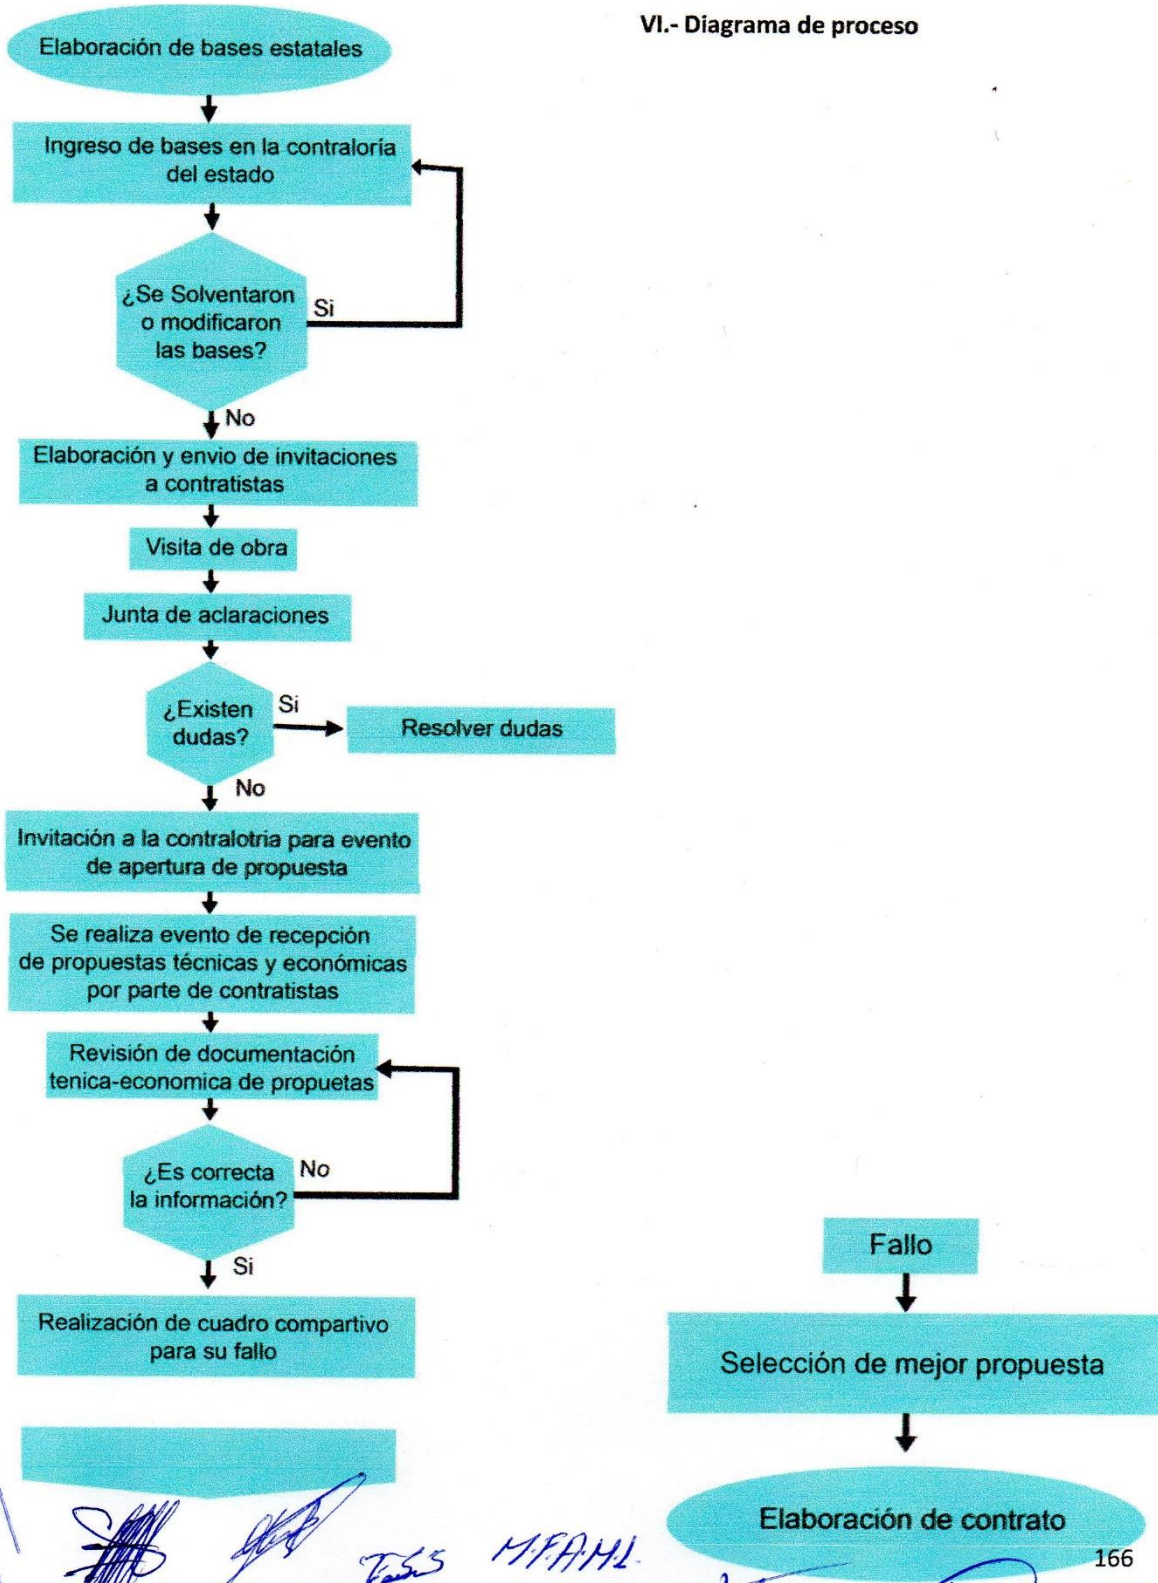 VI.- Diagrama de proceso
Elaboración de bases estatales
Ingreso de bases en la contraloría
del estado
¿Se Solventaron
o modificaron
las bases?
Si
No
Elaboración y envio de invitaciones
a contratistas
Visita de obra
Junta de aclaraciones
¿Existen
dudas?
Si
Resolver dudas
No
Invitación a la contralotria para evento
de apertura de propuesta
Se realiza evento de recepción
de propuestas técnicas y económicas
por parte de contratistas
Revisión de documentación
tenica-economica de propuetas
¿Es correcta
la información?
No
Si
Realización de cuadro compartivo
para su fallo
Fallo
Selección de mejor propuesta
Elaboración de contrato
M.F.A.M.L.
166